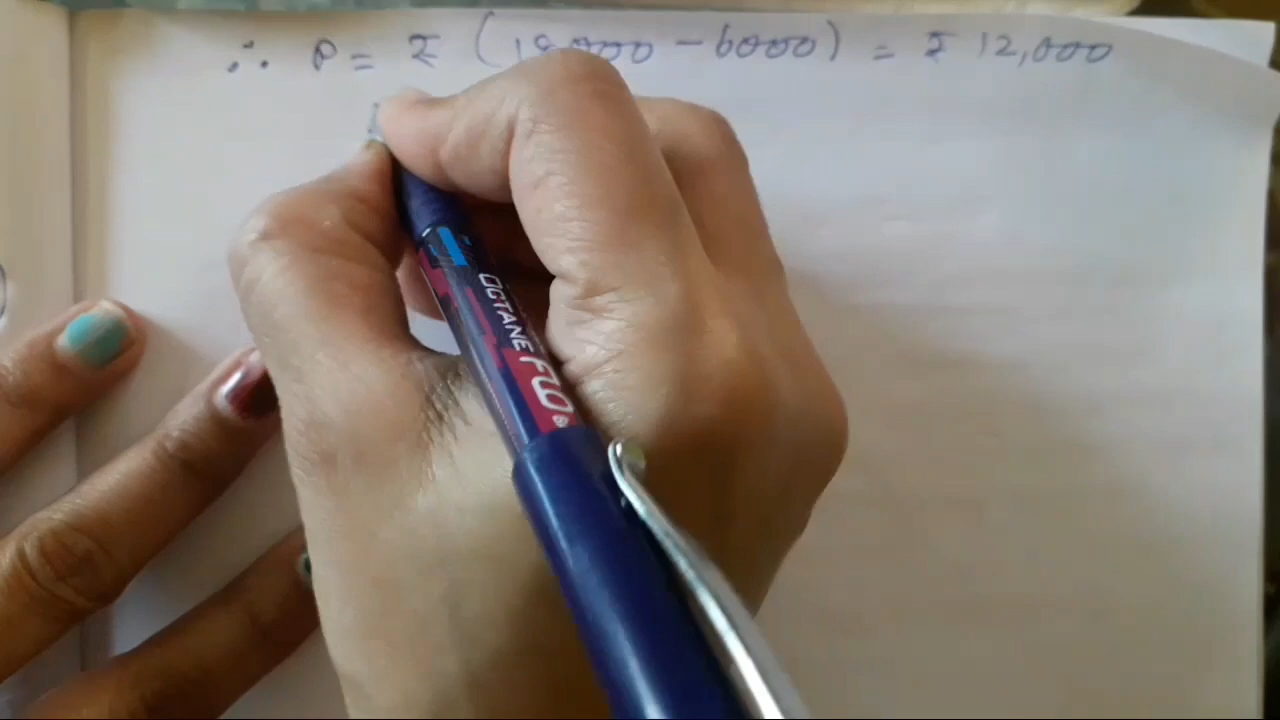 ∴ P = ₹ (18000 - 6000) = ₹ 12,000
OCTANE FLO